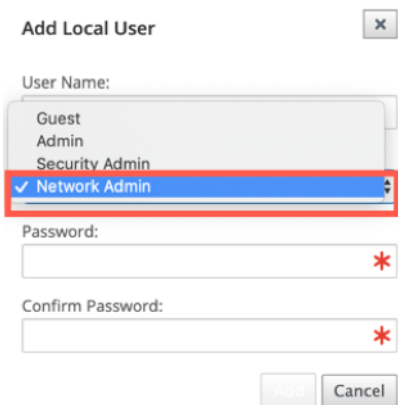 Add Local User
×
User Name:
Guest
Admin
Security Admin
✓ Network Admin
Password:
*
Confirm Password:
*
Add
Cancel